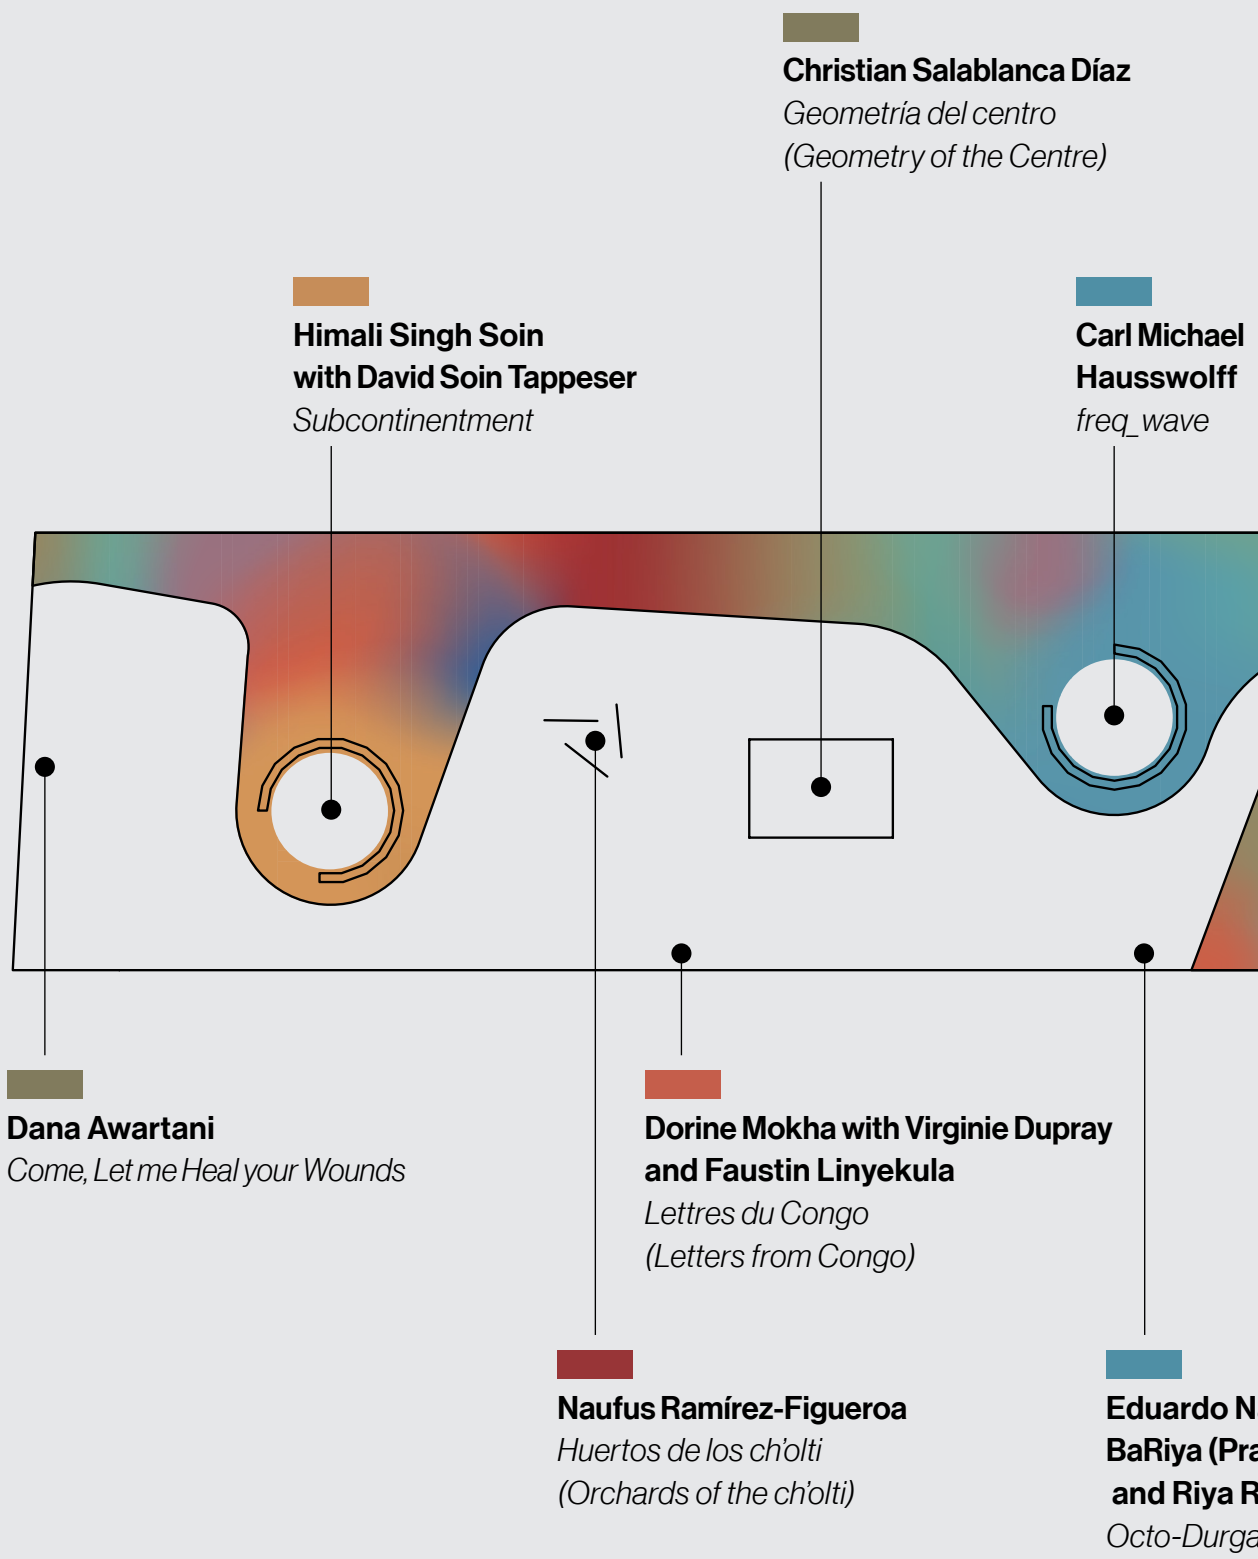 Christian Salablanca Díaz
Geometría del centro
(Geometry of the Centre)
Himali Singh Soin
with David Soin Tappeser
Subcontinentment
Carl Michael
Hausswolff
freq_wave
Dana Awartani
Come, Let me Heal your Wounds
Dorine Mokha with Virginie Dupray
and Faustin Linyekula
Lettres du Congo
(Letters from Congo)
Naufus Ramírez-Figueroa
Huertos de los ch’olti
(Orchards of the ch’olti)
Eduardo
BaRiya
and Riya
Octo-Durga